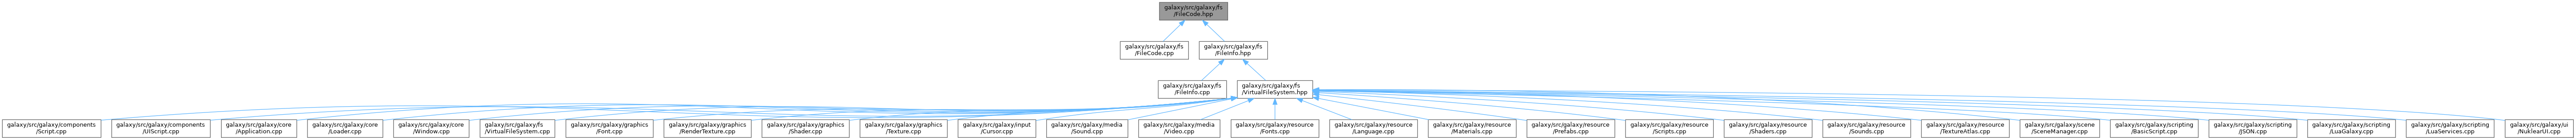 galaxy/src/galaxy/fs
/FileCode.hpp
galaxy/src/galaxy/fs
/FileCode.cpp
galaxy/src/galaxy/fs
/FileInfo.hpp
galaxy/src/galaxy/fs
/FileInfo.cpp
galaxy/src/galaxy/fs
/VirtualFileSystem.hpp
galaxy/src/galaxy/components
/Script.cpp
galaxy/src/galaxy/components
/UIScript.cpp
galaxy/src/galaxy/core
/Application.cpp
galaxy/src/galaxy/core
/Loader.cpp
galaxy/src/galaxy/core
/Window.cpp
galaxy/src/galaxy/fs
/VirtualFileSystem.cpp
galaxy/src/galaxy/graphics
/Font.cpp
galaxy/src/galaxy/graphics
/RenderTexture.cpp
galaxy/src/galaxy/graphics
/Shader.cpp
galaxy/src/galaxy/graphics
/Texture.cpp
galaxy/src/galaxy/input
/Cursor.cpp
galaxy/src/galaxy/media
/Sound.cpp
galaxy/src/galaxy/media
/Video.cpp
galaxy/src/galaxy/resource
/Fonts.cpp
galaxy/src/galaxy/resource
/Language.cpp
galaxy/src/galaxy/resource
/Materials.cpp
galaxy/src/galaxy/resource
/Prefabs.cpp
galaxy/src/galaxy/resource
/Scripts.cpp
galaxy/src/galaxy/resource
/Shaders.cpp
galaxy/src/galaxy/resource
/Sounds.cpp
galaxy/src/galaxy/resource
/TextureAtlas.cpp
galaxy/src/galaxy/scene
/SceneManager.cpp
galaxy/src/galaxy/scripting
/BasicScript.cpp
galaxy/src/galaxy/scripting
/JSON.cpp
galaxy/src/galaxy/scripting
/LuaGalaxy.cpp
galaxy/src/galaxy/scripting
/LuaServices.cpp
galaxy/src/galaxy/ui
/NuklearUI.cpp